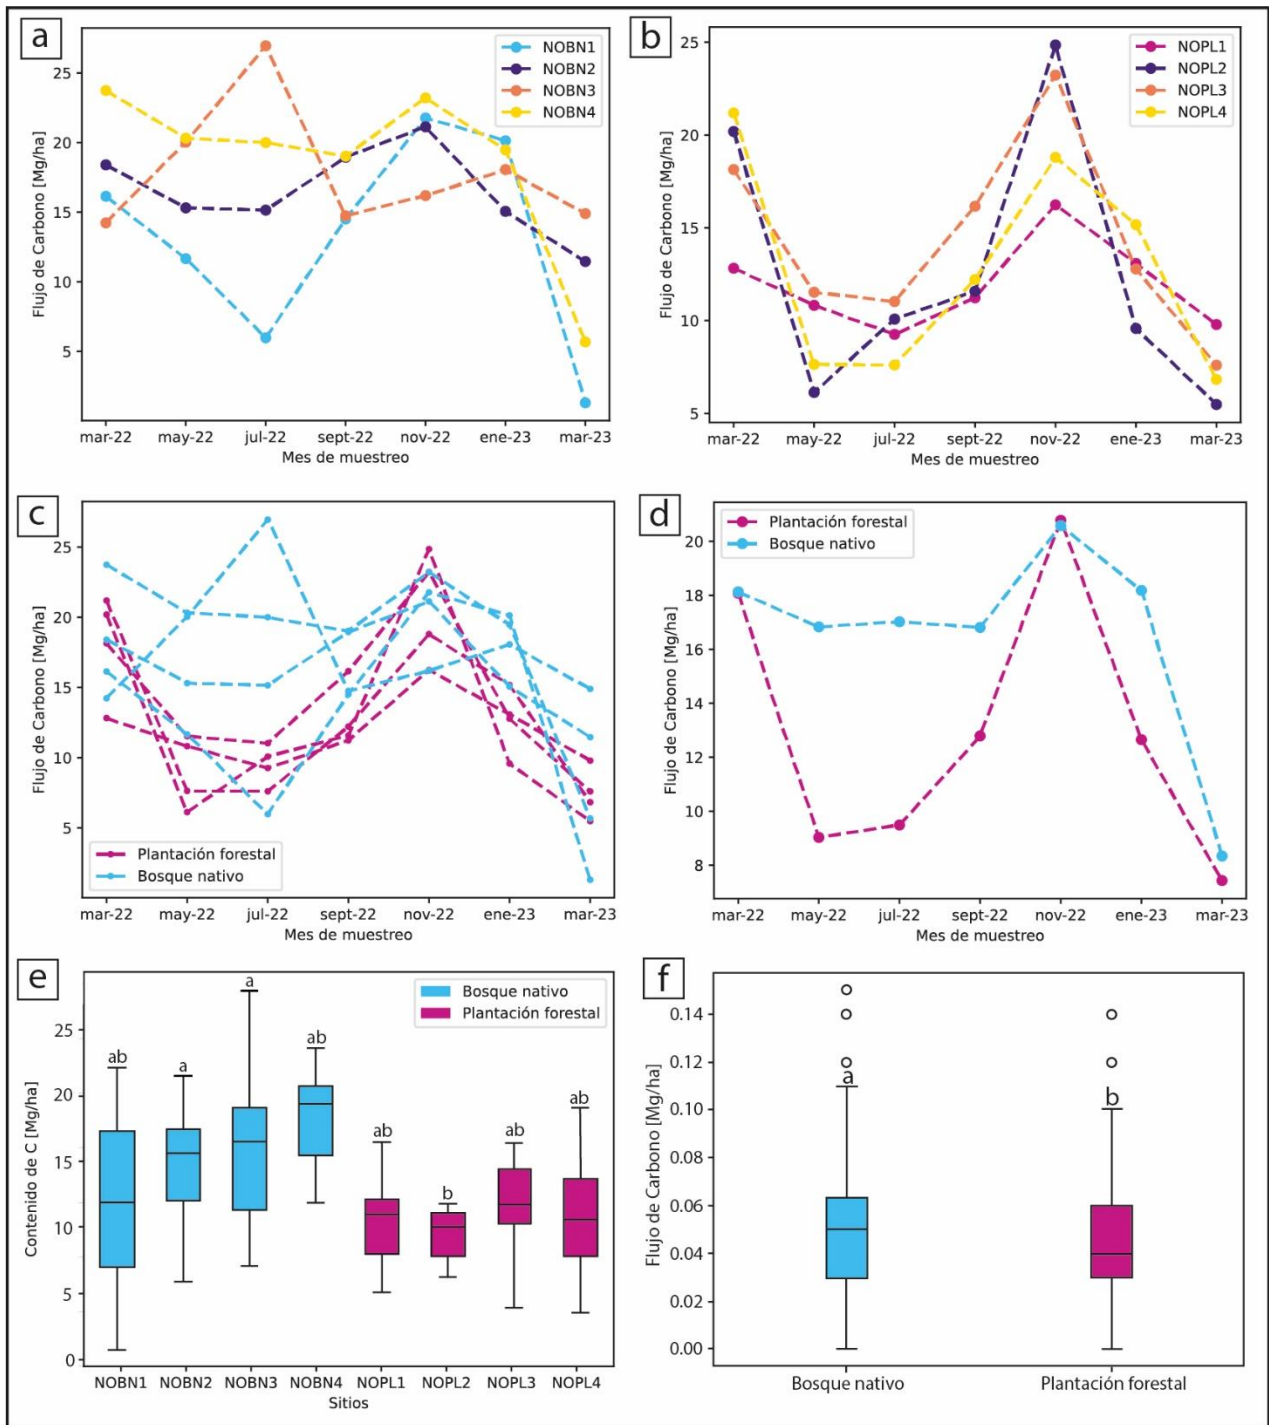 a
NOBN1
NOBN2
NOBN3
NOBN4
25
20
15
10
5
Flujo de Carbono [Mg/ha]
mar-22 may-22 jul-22 sept-22 nov-22 ene-23 mar-23
Mes de muestreo
b
NOPL1
NOPL2
NOPL3
NOPL4
25
20
15
10
5
Flujo de Carbono [Mg/ha]
mar-22 may-22 jul-22 sept-22 nov-22 ene-23 mar-23
Mes de muestreo
c
25
20
15
10
5
Flujo de Carbono [Mg/ha]
Plantación forestal
Bosque nativo
mar-22 may-22 jul-22 sept-22 nov-22 ene-23 mar-23
Mes de muestreo
d
Plantación forestal
Bosque nativo
20
18
16
14
12
10
8
Flujo de Carbono [Mg/ha]
mar-22 may-22 jul-22 sept-22 nov-22 ene-23 mar-23
Mes de muestreo
e
Bosque nativo
Plantación forestal
25
20
15
10
5
0
Contenido de C [Mg/ha]
ab a a ab ab b ab ab
NOBN1 NOBN2 NOBN3 NOBN4 NOPL1 NOPL2 NOPL3 NOPL4
Sitios
f
0.14
0.12
0.10
0.08
0.06
0.04
0.02
0.00
Flujo de Carbono [Mg/ha]
a b
Bosque nativo Plantación forestal